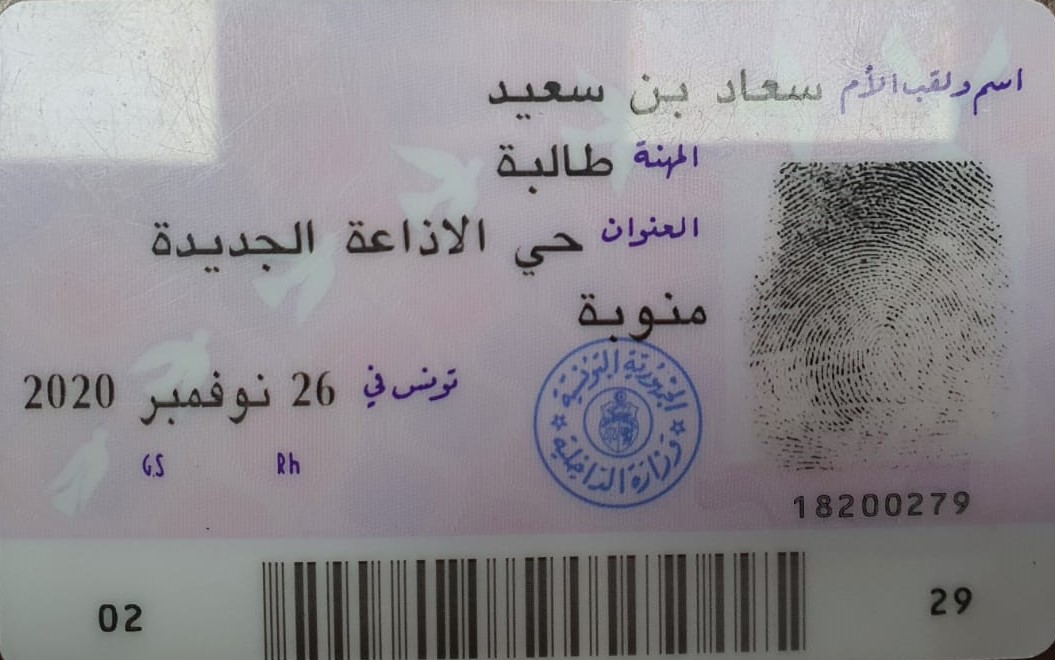 اسم ولقب الأم سعاد بن سعيد
المهنة طالبة
العنوان حي الاذاعة الجديدة
منوبة
تونس في 26 نوفمبر 2020
الجمهورية التونسية
وزارة الداخلية
GS Rh
18200279
02 29